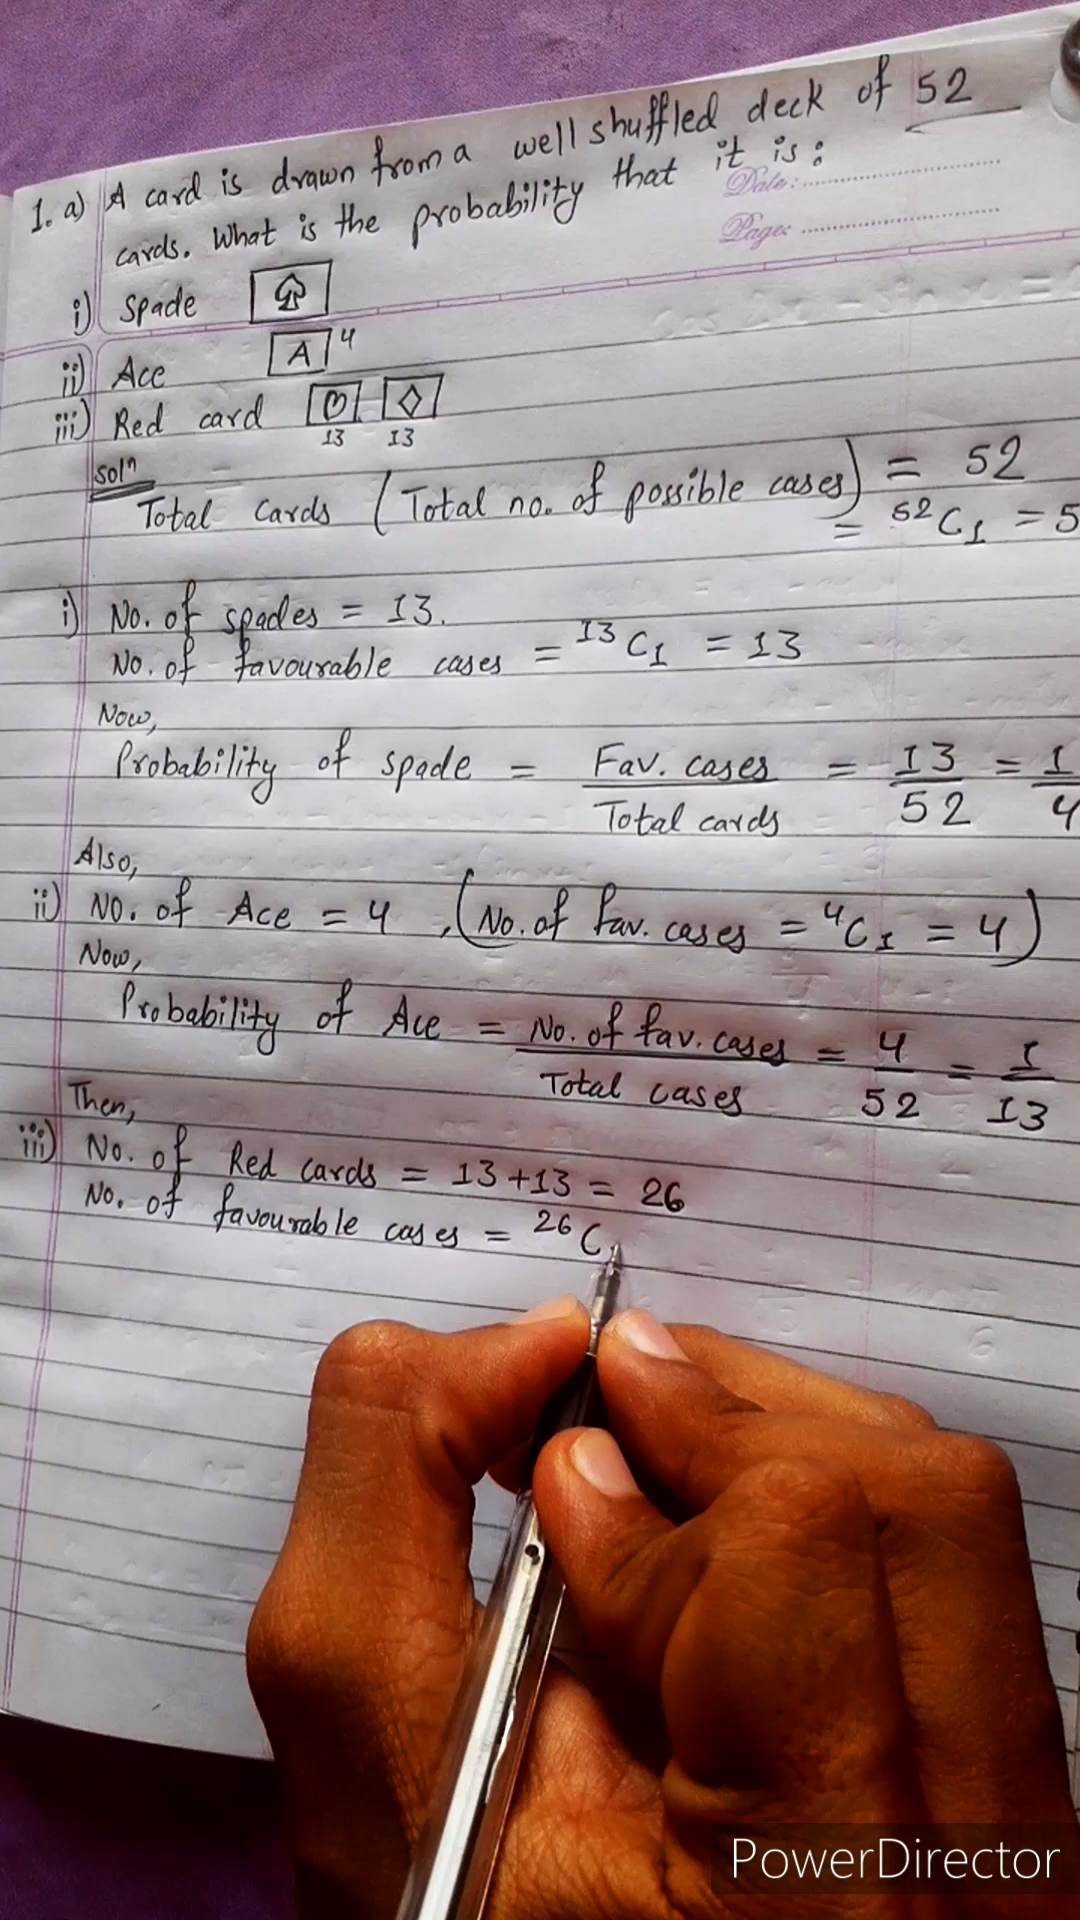 1. a) A card is drawn from a well shuffled deck of 52
cards. What is the probability that it is :
Date:
Page:
i) Spade
ii) Ace A 4
iii) Red card
13 13
Solⁿ
Total Cards (Total no. of possible cases) = 52
= ⁵²C₁ = 5
i) No. of spades = 13.
No. of favourable cases = ¹³C₁ = 13
Now,
Probability of spade = Fav. cases / Total cards = 13/52 = 1/4
Also,
ii) No. of Ace = 4 , (No. of fav. cases = ⁴C₁ = 4)
Now,
Probability of Ace = No. of fav. cases / Total cases = 4/52 = 1/13
Then,
iii) No. of Red cards = 13+13 = 26
No. of favourable cases = ²⁶C
PowerDirector